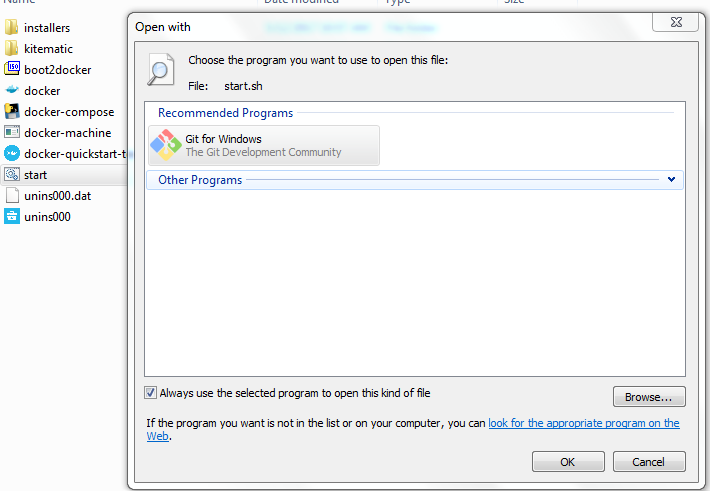 Name Date modified Type Size
installers
kitematic
boot2docker
docker
docker-compose
docker-machine
docker-quickstart-t
start
unins000.dat
unins000
Open with
Choose the program you want to use to open this file:
File: start.sh
Recommended Programs
Git for Windows
The Git Development Community
Other Programs
Always use the selected program to open this kind of file
Browse...
If the program you want is not in the list or on your computer, you can look for the appropriate program on the
Web.
OK Cancel